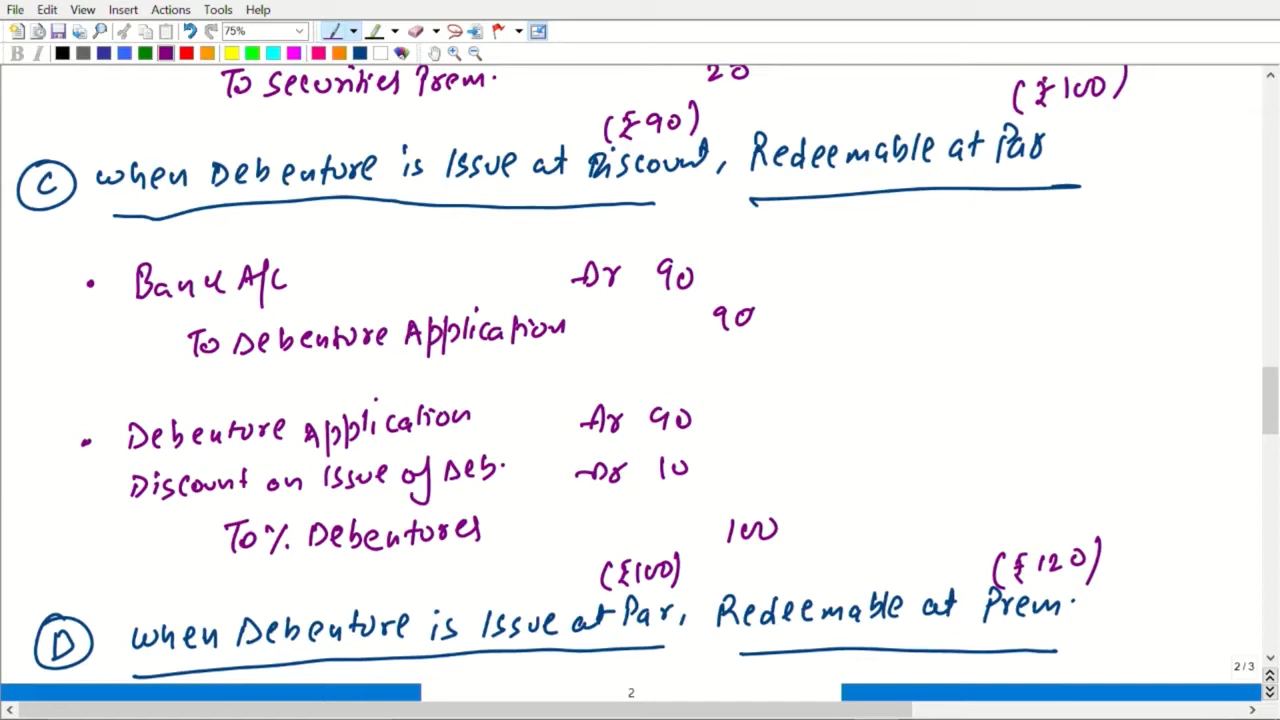 File Edit View Insert Actions Tools Help
75%
B I
To Securities Prem. 20 (₹100)
(₹90)
C when Debenture is Issue at Discount, Redeemable at Par
• Bank A/c Dr 90
To Debenture Application 90
• Debenture Application Dr 90
Discount on Issue of Deb. Dr 10
To % Debentures 100
(₹100) (₹120)
D when Debenture is Issue at Par, Redeemable at Prem.
2/3
2